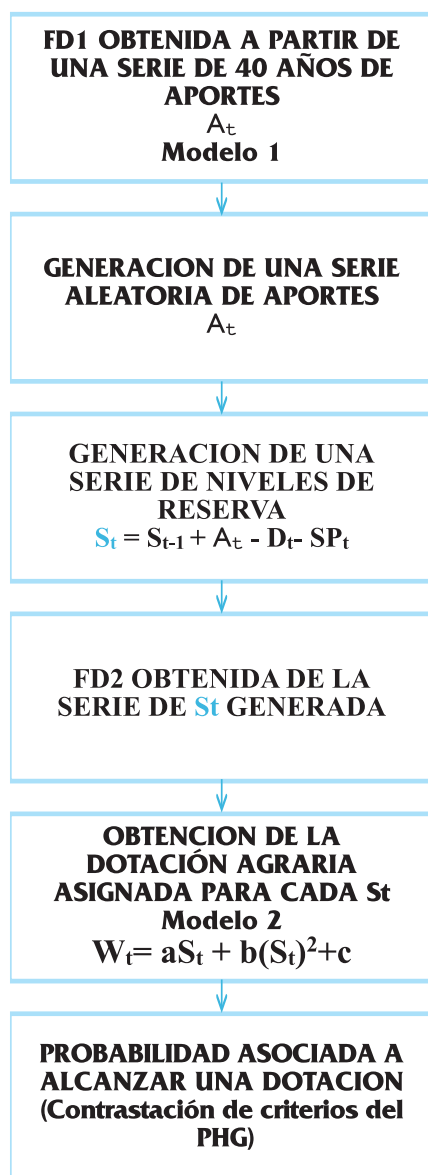 FD1 OBTENIDA A PARTIR DE
UNA SERIE DE 40 AÑOS DE
APORTES
At
Modelo 1
GENERACION DE UNA SERIE
ALEATORIA DE APORTES
At
GENERACION DE UNA
SERIE DE NIVELES DE
RESERVA
St = St-1 + At - Dt- SPt
FD2 OBTENIDA DE LA
SERIE DE St GENERADA
OBTENCION DE LA
DOTACIÓN AGRARIA
ASIGNADA PARA CADA St
Modelo 2
Wt= aSt + b(St)²+c
PROBABILIDAD ASOCIADA A
ALCANZAR UNA DOTACION
(Contrastación de criterios del
PHG)